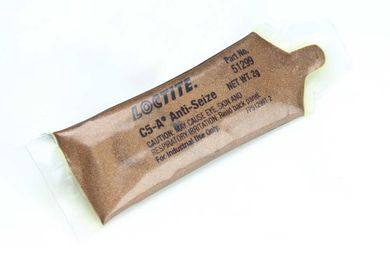 LOCTITE.
C5-A® Anti-Seize
CAUTION: MAY CAUSE EYE, SKIN AND
RESPIRATORY IRRITATION. Read back panel.
For Industrial Use Only.
Part No.
51299
NET WT. 2g